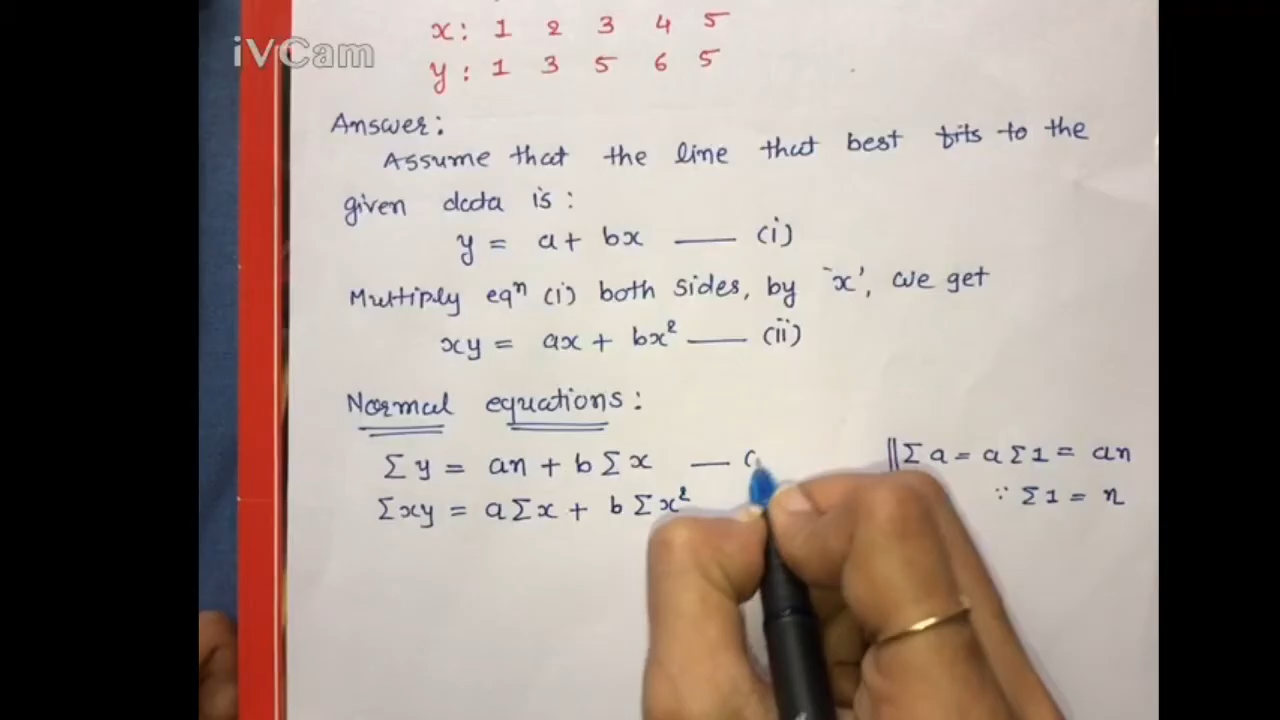 iVCam
x: 1 2 3 4 5
y: 1 3 5 6 5
Answer:
Assume that the line that best fits to the
given data is:
y = a + bx —— (i)
Multiply eqⁿ (i) both sides, by 'x', we get
xy = ax + bx² —— (ii)
Normal equations:
Σy = an + bΣx — (
Σxy = aΣx + bΣx²
||Σa = aΣ1 = an
∵ Σ1 = n